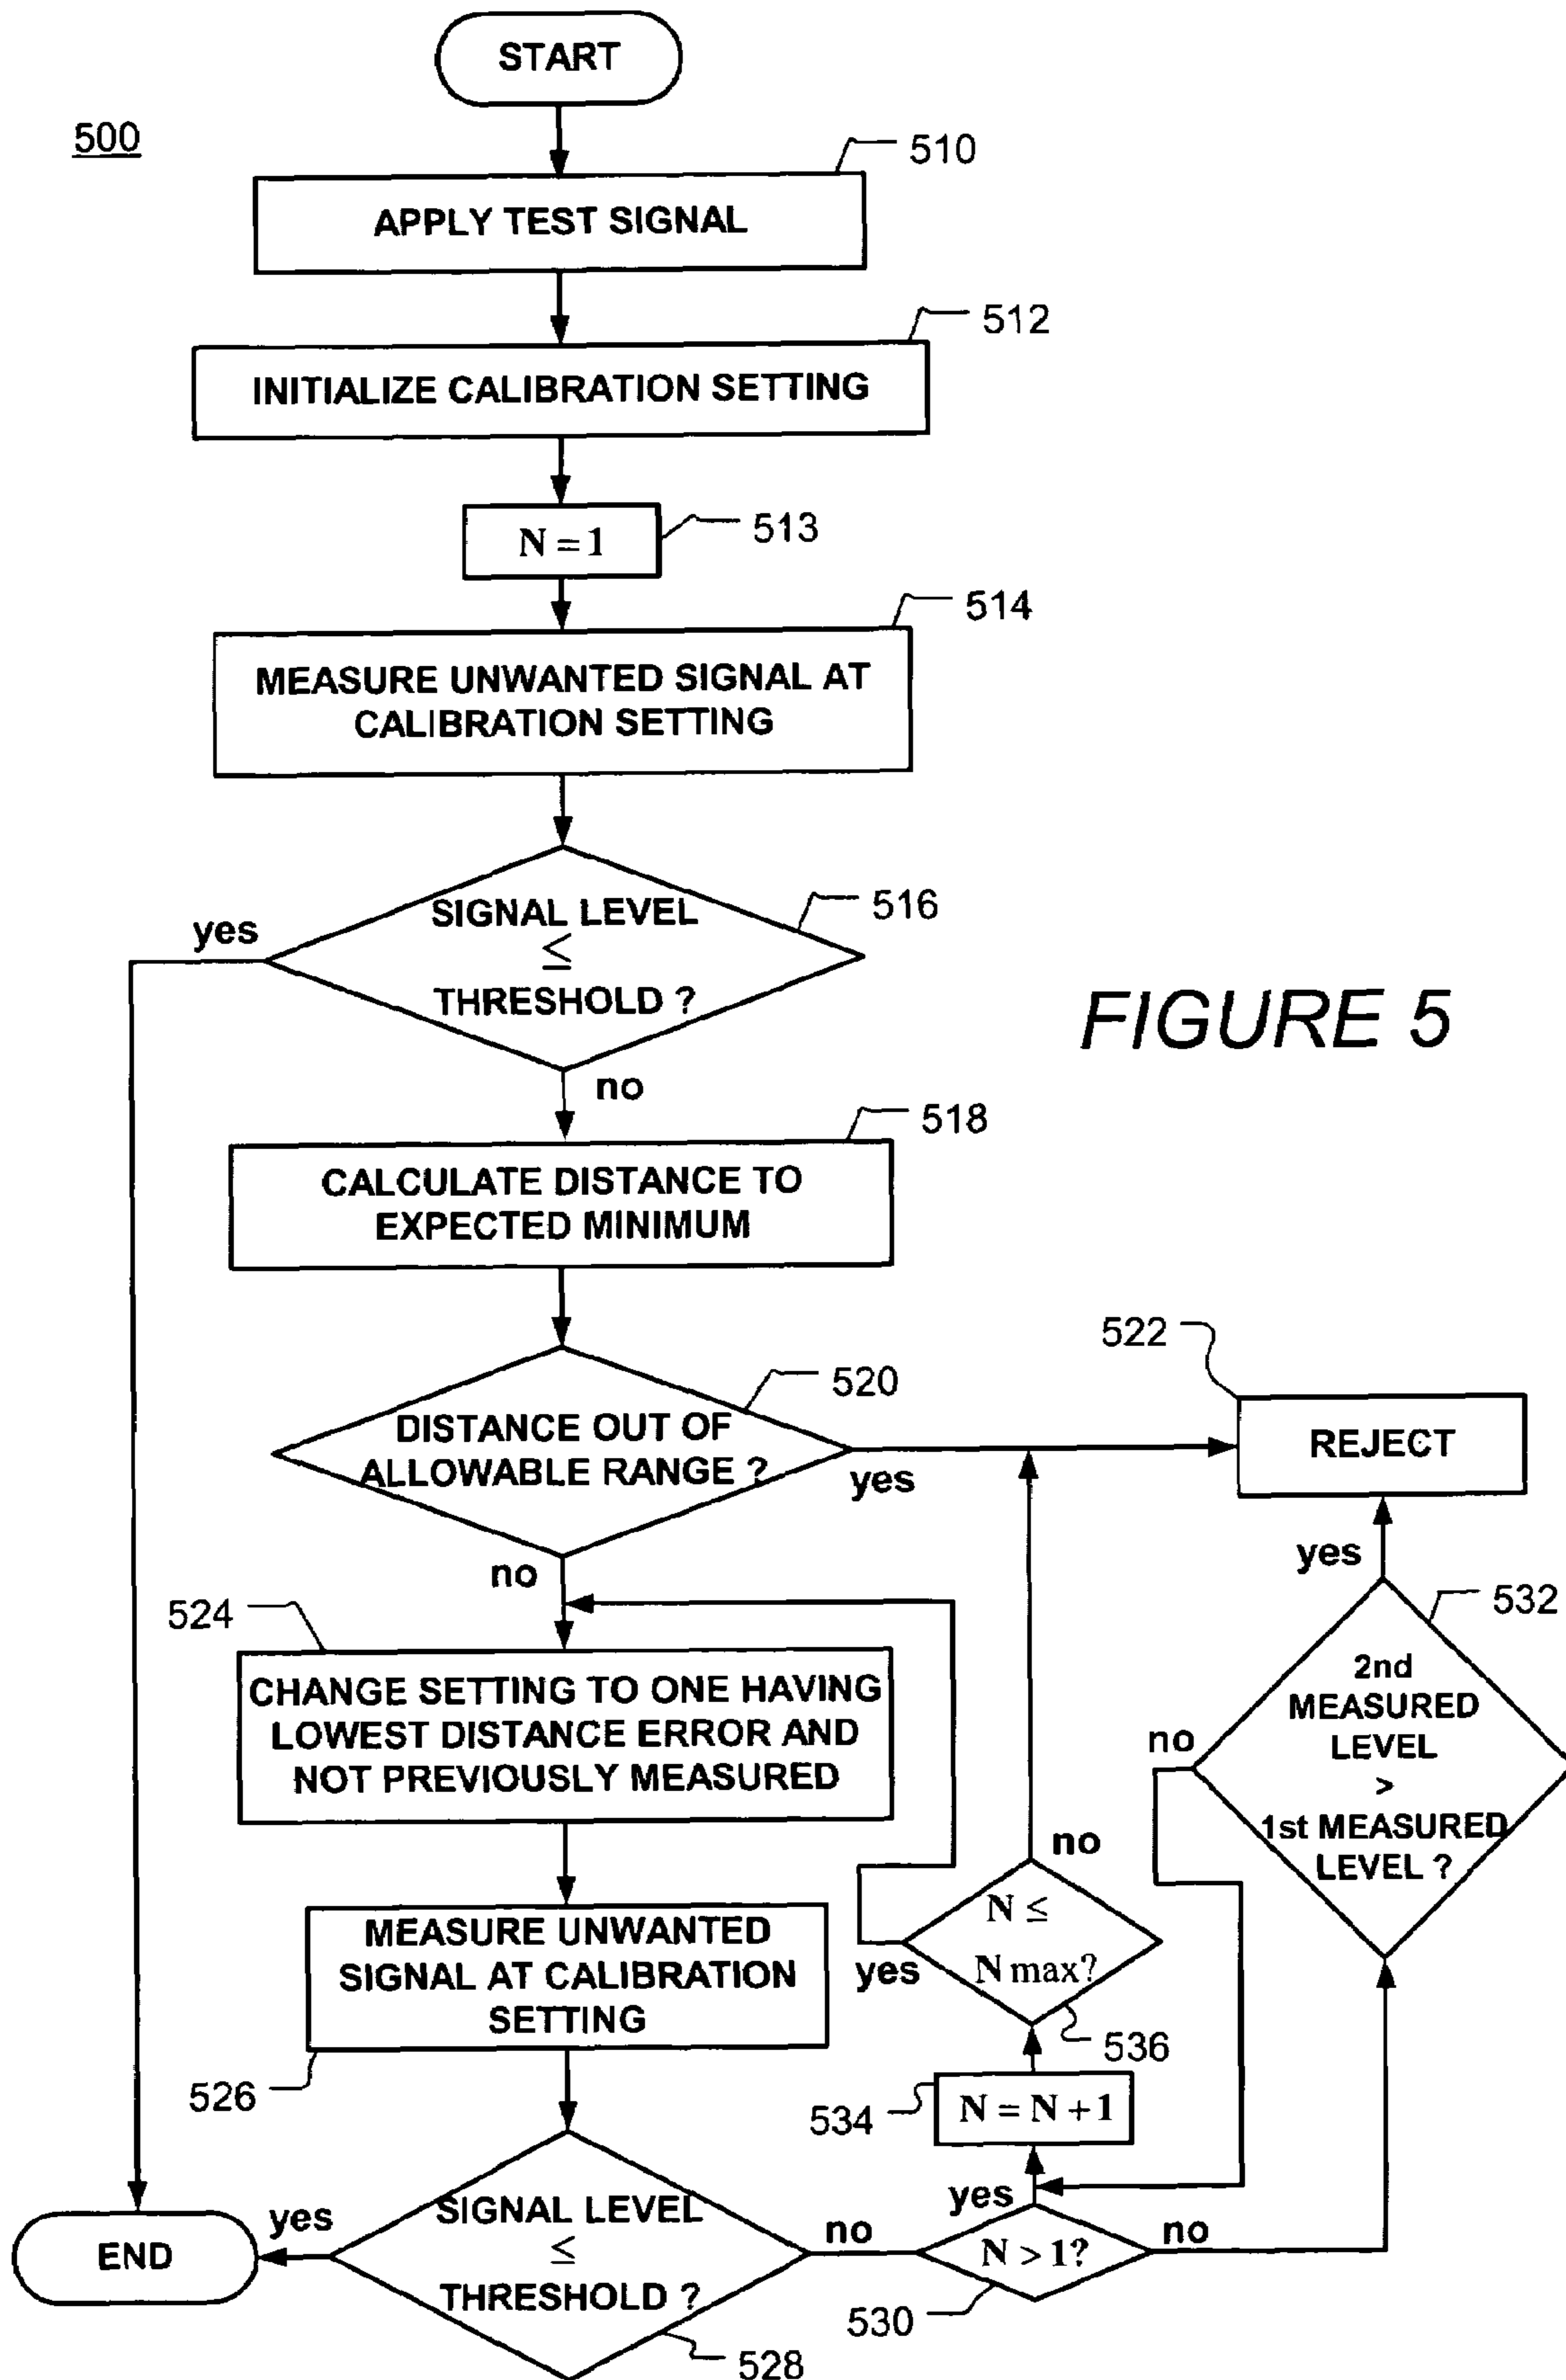 START
500
510
APPLY TEST SIGNAL
512
INITIALIZE CALIBRATION SETTING
N = 1
513
514
MEASURE UNWANTED SIGNAL AT
CALIBRATION SETTING
516
yes
SIGNAL LEVEL
≤
THRESHOLD ?
FIGURE 5
no
518
CALCULATE DISTANCE TO
EXPECTED MINIMUM
522
520
DISTANCE OUT OF
ALLOWABLE RANGE ?
yes
REJECT
no
yes
532
524
CHANGE SETTING TO ONE HAVING
LOWEST DISTANCE ERROR AND
NOT PREVIOUSLY MEASURED
2nd
MEASURED
LEVEL
>
1st MEASURED
LEVEL ?
no
no
N ≤
N max?
yes
536
MEASURE UNWANTED
SIGNAL AT CALIBRATION
SETTING
526
534
N = N + 1
yes
yes
SIGNAL LEVEL
≤
THRESHOLD ?
no
N > 1?
no
END
530
528